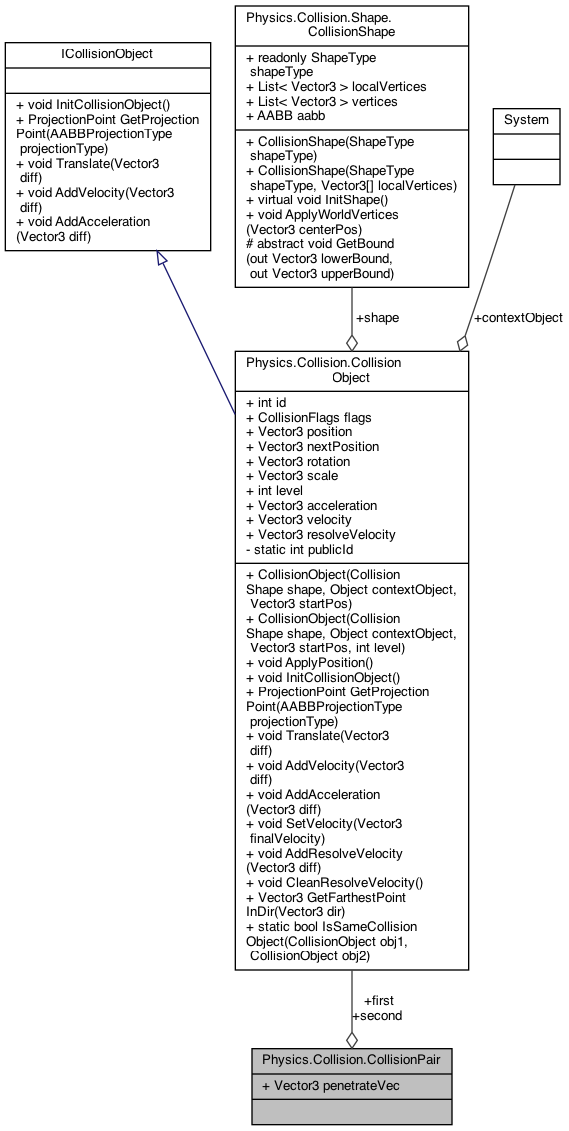 Physics.Collision.Shape.
CollisionShape
+ readonly ShapeType
shapeType
+ List< Vector3 > localVertices
+ List< Vector3 > vertices
+ AABB aabb
+ CollisionShape(ShapeType
shapeType)
+ CollisionShape(ShapeType
shapeType, Vector3[] localVertices)
+ virtual void InitShape()
+ void ApplyWorldVertices
(Vector3 centerPos)
# abstract void GetBound
(out Vector3 lowerBound,
out Vector3 upperBound)
ICollisionObject
+ void InitCollisionObject()
+ ProjectionPoint GetProjection
Point(AABBProjectionType
projectionType)
+ void Translate(Vector3
diff)
+ void AddVelocity(Vector3
diff)
+ void AddAcceleration
(Vector3 diff)
System
+shape
+contextObject
Physics.Collision.Collision
Object
+ int id
+ CollisionFlags flags
+ Vector3 position
+ Vector3 nextPosition
+ Vector3 rotation
+ Vector3 scale
+ int level
+ Vector3 acceleration
+ Vector3 velocity
+ Vector3 resolveVelocity
- static int publicId
+ CollisionObject(Collision
Shape shape, Object contextObject,
Vector3 startPos)
+ CollisionObject(Collision
Shape shape, Object contextObject,
Vector3 startPos, int level)
+ void ApplyPosition()
+ void InitCollisionObject()
+ ProjectionPoint GetProjection
Point(AABBProjectionType
projectionType)
+ void Translate(Vector3
diff)
+ void AddVelocity(Vector3
diff)
+ void AddAcceleration
(Vector3 diff)
+ void SetVelocity(Vector3
finalVelocity)
+ void AddResolveVelocity
(Vector3 diff)
+ void CleanResolveVelocity()
+ Vector3 GetFarthestPoint
InDir(Vector3 dir)
+ static bool IsSameCollision
Object(CollisionObject obj1,
CollisionObject obj2)
+first
+second
Physics.Collision.CollisionPair
+ Vector3 penetrateVec